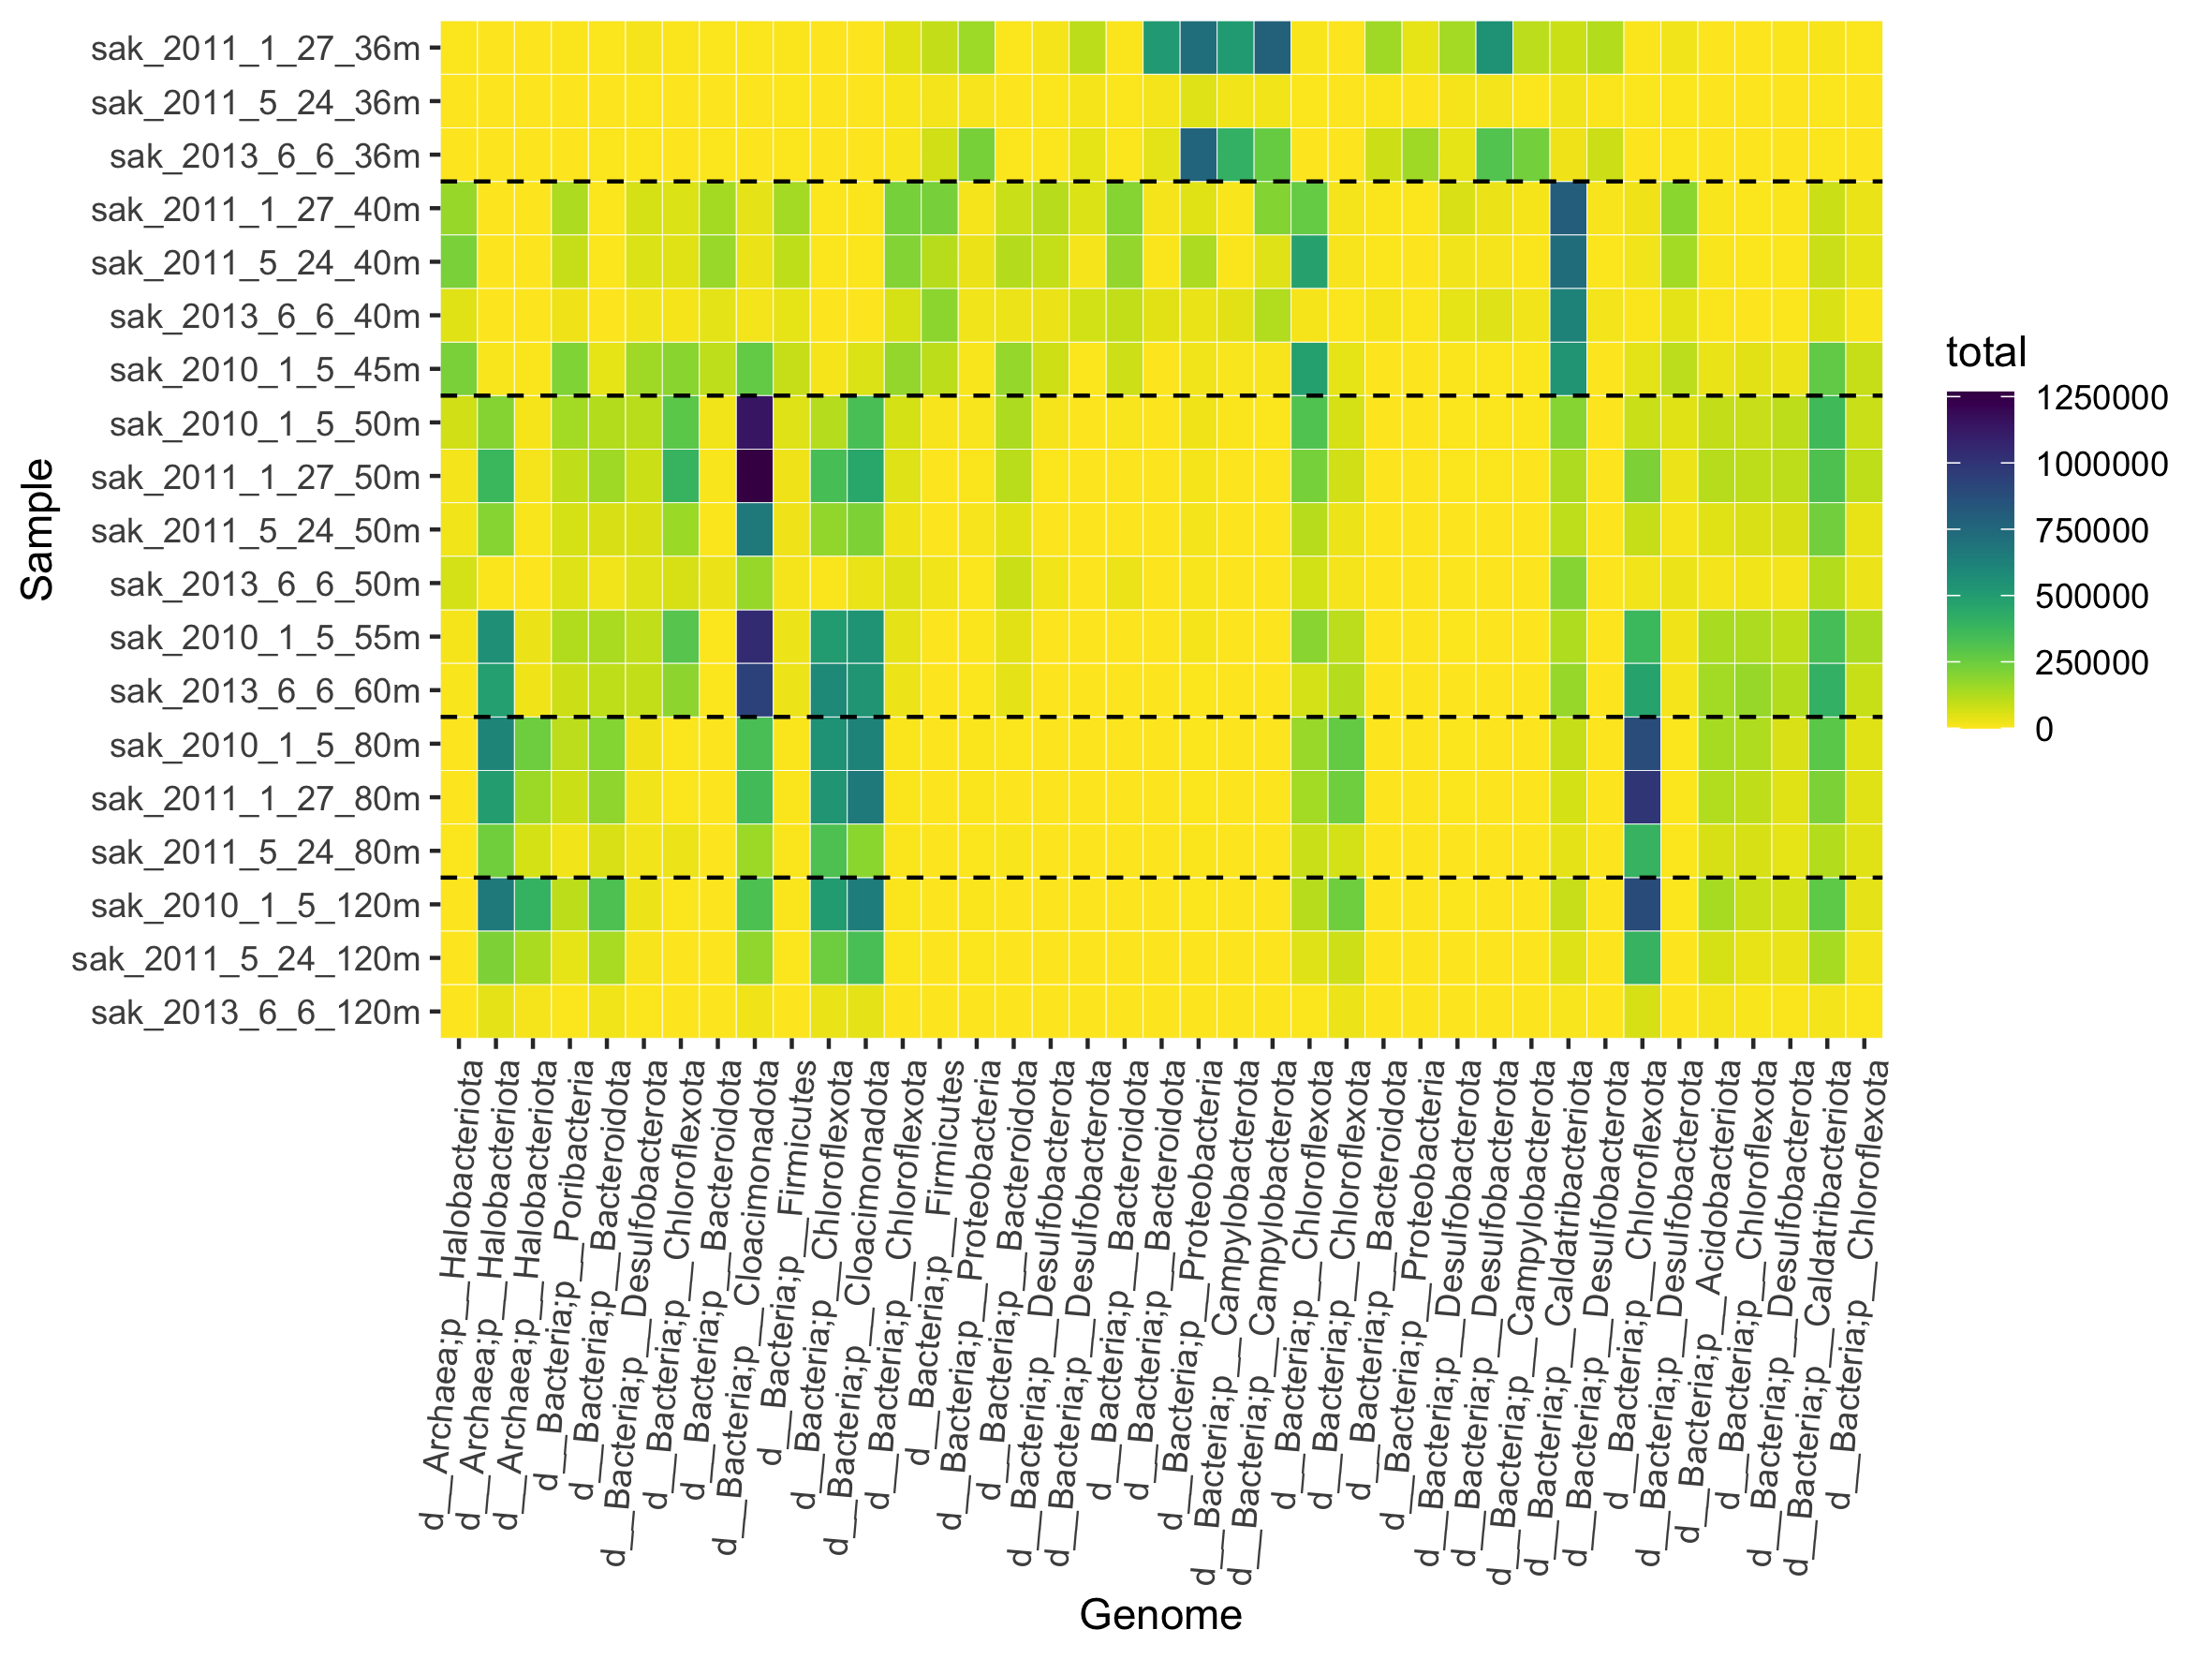 sak_2011_1_27_36m
sak_2011_5_24_36m
sak_2013_6_6_36m
sak_2011_1_27_40m
sak_2011_5_24_40m
sak_2013_6_6_40m
sak_2010_1_5_45m
sak_2010_1_5_50m
sak_2011_1_27_50m
sak_2011_5_24_50m
sak_2013_6_6_50m
sak_2010_1_5_55m
sak_2013_6_6_60m
sak_2010_1_5_80m
sak_2011_1_27_80m
sak_2011_5_24_80m
sak_2010_1_5_120m
sak_2011_5_24_120m
sak_2013_6_6_120m
Sample
d__Archaea;p__Halobacteriota
d__Archaea;p__Halobacteriota
d__Archaea;p__Halobacteriota
d__Bacteria;p__Poribacteria
d__Bacteria;p__Bacteroidota
d__Bacteria;p__Desulfobacterota
d__Bacteria;p__Chloroflexota
d__Bacteria;p__Bacteroidota
d__Bacteria;p__Cloacimonadota
d__Bacteria;p__Firmicutes
d__Bacteria;p__Chloroflexota
d__Bacteria;p__Cloacimonadota
d__Bacteria;p__Chloroflexota
d__Bacteria;p__Firmicutes
d__Bacteria;p__Proteobacteria
d__Bacteria;p__Bacteroidota
d__Bacteria;p__Desulfobacterota
d__Bacteria;p__Desulfobacterota
d__Bacteria;p__Bacteroidota
d__Bacteria;p__Bacteroidota
d__Bacteria;p__Proteobacteria
d__Bacteria;p__Campylobacterota
d__Bacteria;p__Campylobacterota
d__Bacteria;p__Chloroflexota
d__Bacteria;p__Chloroflexota
d__Bacteria;p__Bacteroidota
d__Bacteria;p__Proteobacteria
d__Bacteria;p__Desulfobacterota
d__Bacteria;p__Desulfobacterota
d__Bacteria;p__Campylobacterota
d__Bacteria;p__Caldatribacteriota
d__Bacteria;p__Desulfobacterota
d__Bacteria;p__Chloroflexota
d__Bacteria;p__Desulfobacterota
d__Bacteria;p__Acidobacteriota
d__Bacteria;p__Chloroflexota
d__Bacteria;p__Desulfobacterota
d__Bacteria;p__Caldatribacteriota
d__Bacteria;p__Chloroflexota
Genome
total
1250000
1000000
750000
500000
250000
0